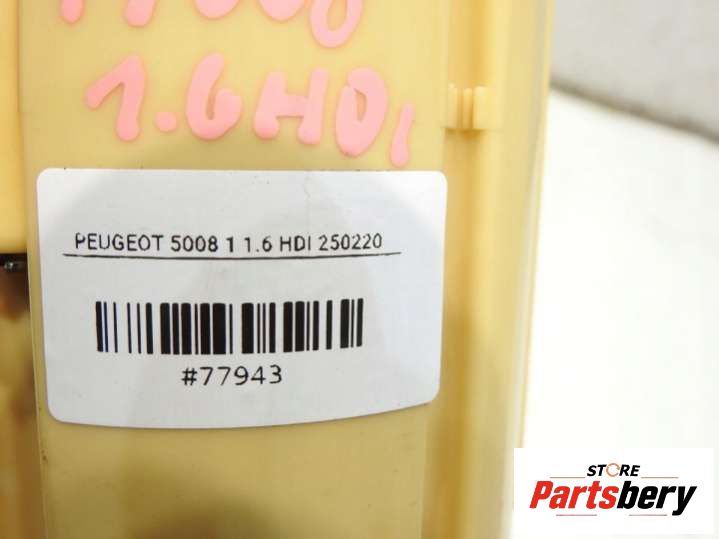 1.6HDi
PEUGEOT 5008 1 1.6 HDI 250220
#77943
STORE
Partsbery